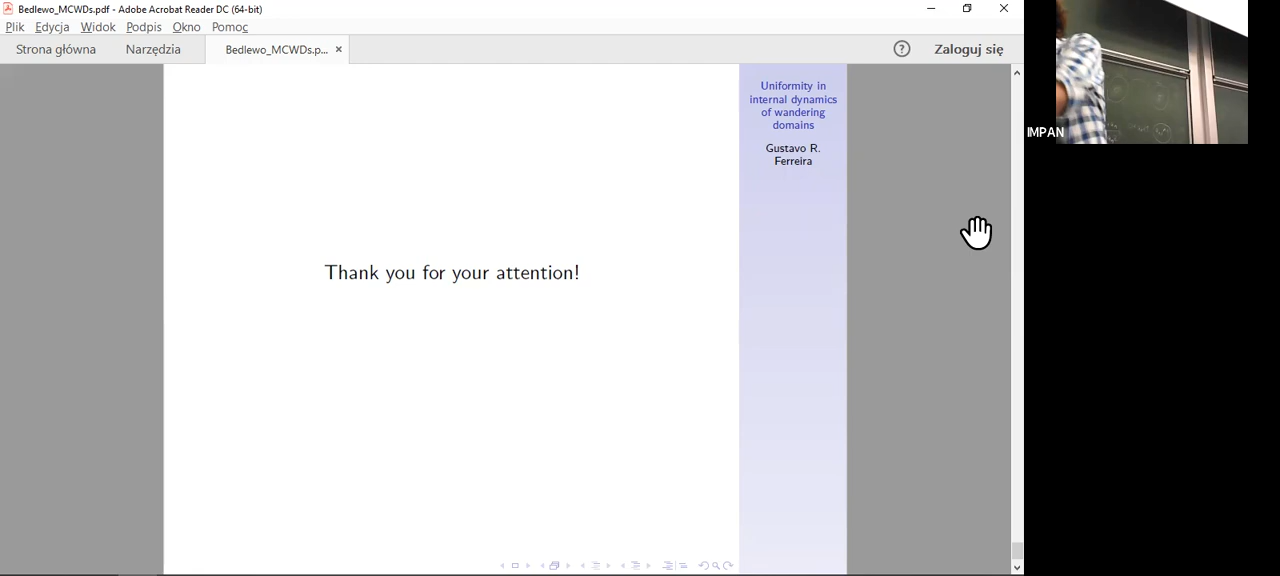 Bedlewo_MCWDs.pdf - Adobe Acrobat Reader DC (64-bit)
Plik Edycja Widok Podpis Okno Pomoc
Strona główna Narzędzia Bedlewo_MCWDs.p... × ? Zaloguj się
Uniformity in
internal dynamics
of wandering
domains
Gustavo R.
Ferreira
Thank you for your attention!
IMPAN